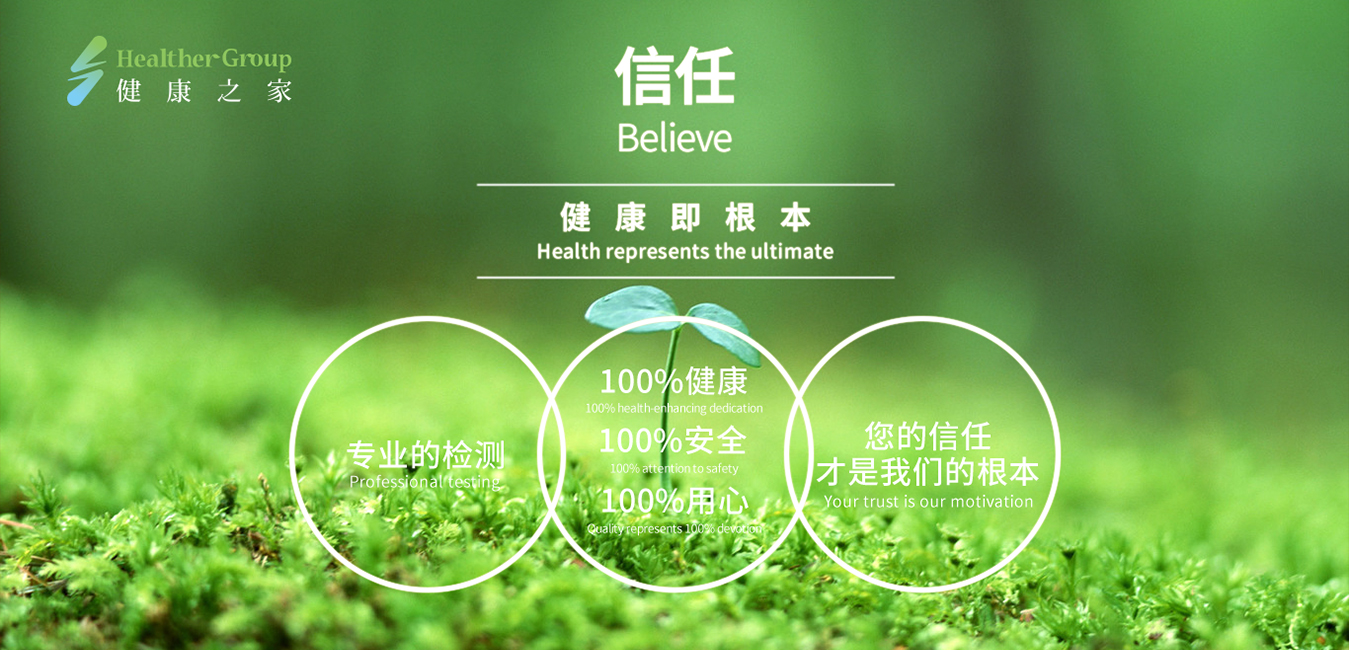 Healther Group
健康之家
信任
Believe
健康即根本
Health represents the ultimate
专业的检测
Professional testing
100%健康
100% health-enhancing dedication
100%安全
100% attention to safety
100%用心
Quality represents 100% devotion
您的信任
才是我们的根本
Your trust is our motivation